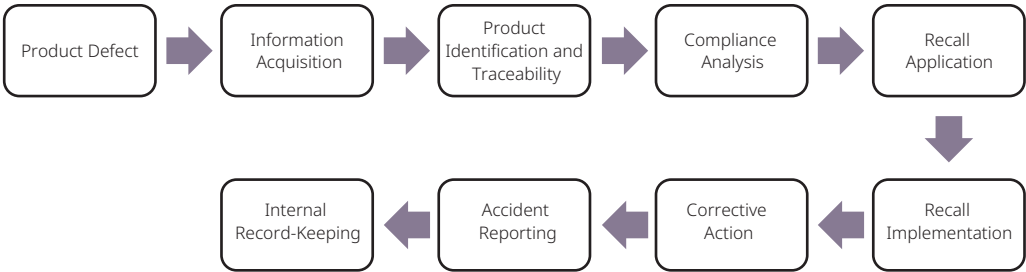 Product Defect
Information
Acquisition
Product
Identification and
Traceability
Compliance
Analysis
Recall
Application
Recall
Implementation
Corrective
Action
Accident
Reporting
Internal
Record-Keeping